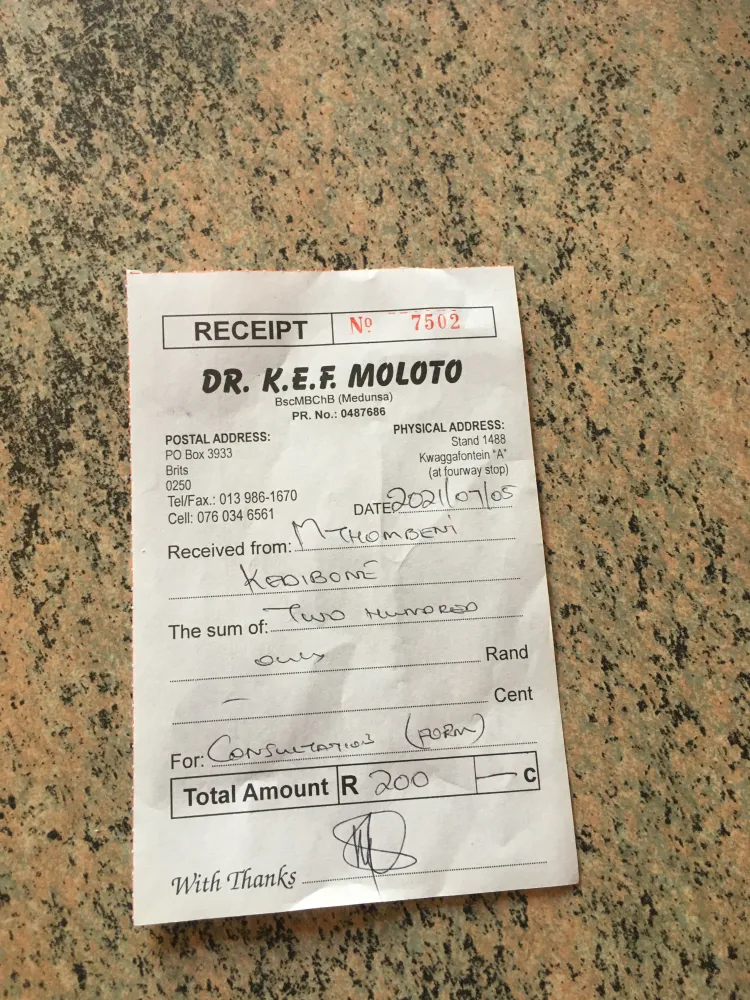 RECEIPT No 7502
DR. K.E.F. MOLOTO
BscMBChB (Medunsa)
PR. No.: 0487686
POSTAL ADDRESS:
PO Box 3933
Brits
0250
Tel/Fax.: 013 986-1670
Cell: 076 034 6561
PHYSICAL ADDRESS:
Stand 1488
Kwaggafontein "A"
(at fourway stop)
DATE 2021/07/05
Received from: MTHOMBENI
KEDIBONE
The sum of: TWO HUNDRED
only Rand
— Cent
For: CONSULTATION (FORM)
Total Amount R 200 — C
With Thanks